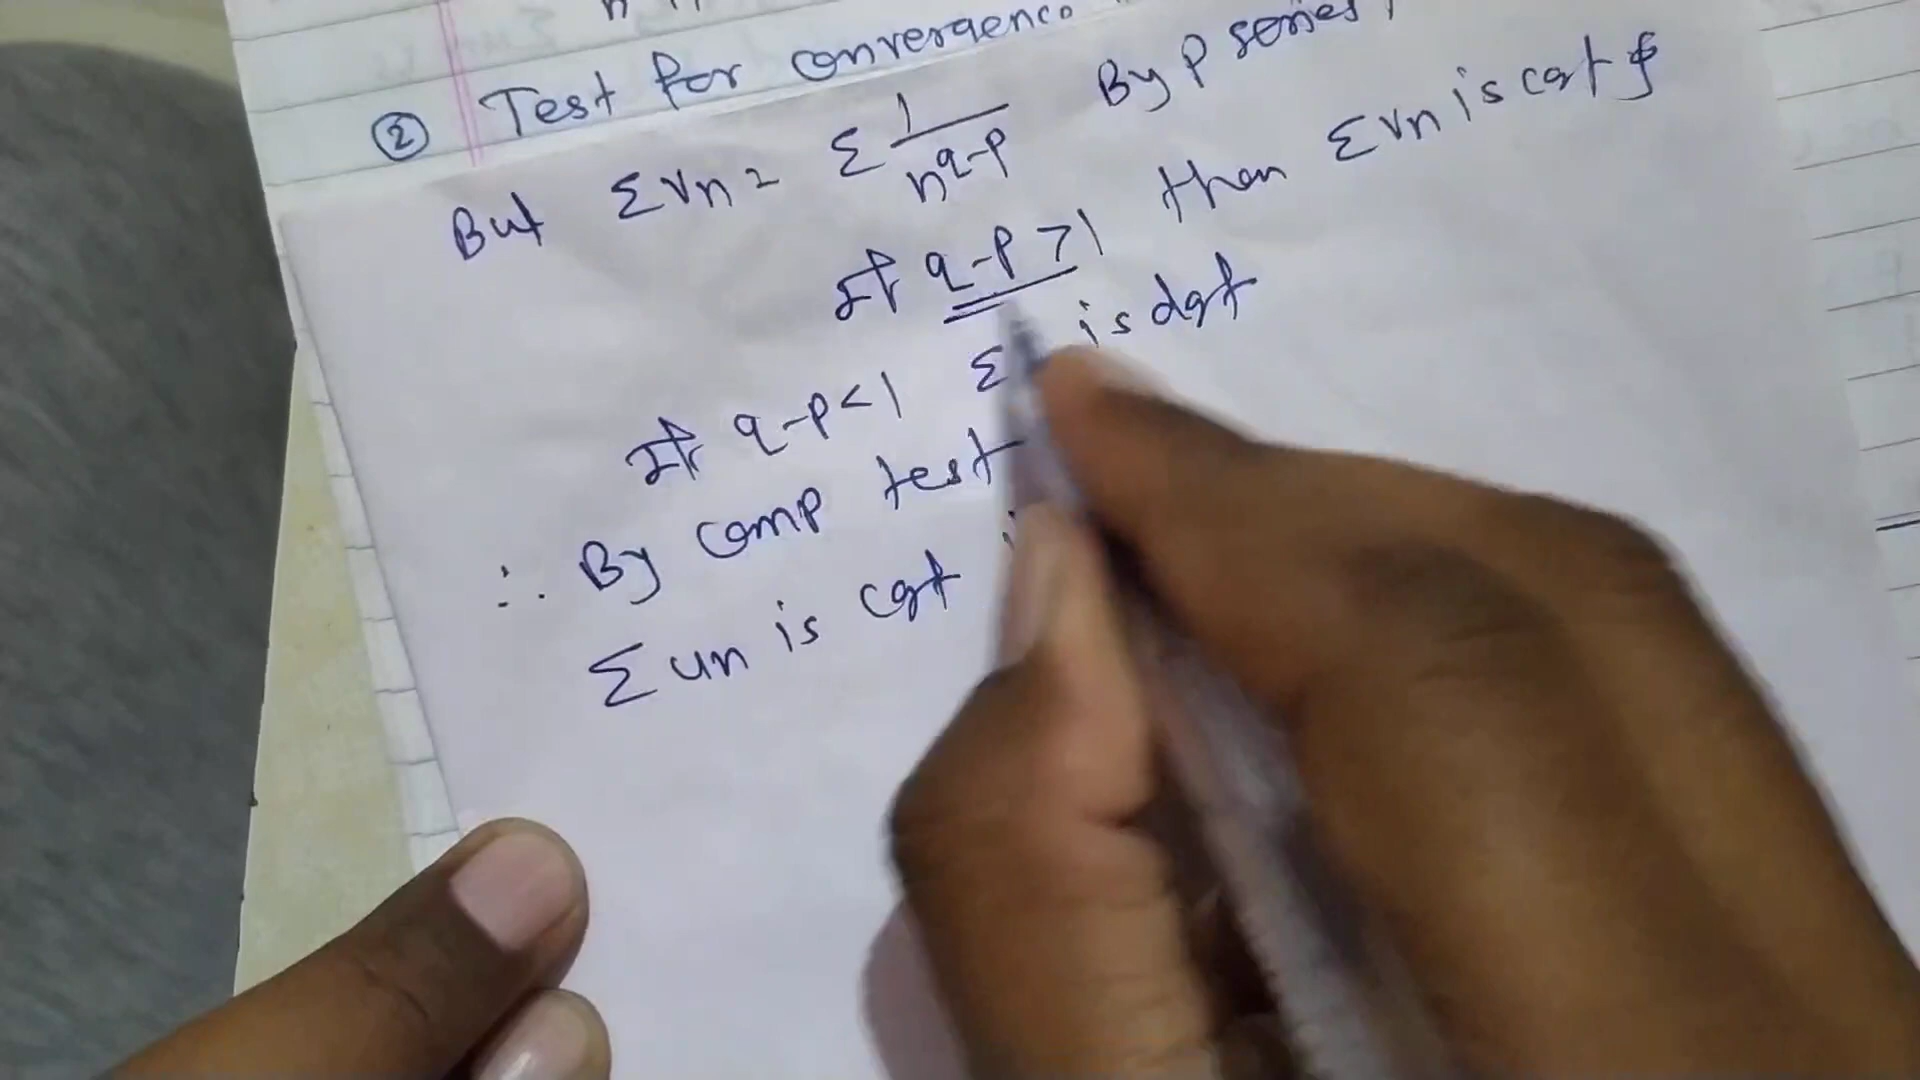 ② Test for convergence
But Σvn = Σ 1/n^q-p By p series,
If q-p>1 then Σvn is cgt &
If q-p<1 Σ is dgt
∴ By comp test
Σun is cgt